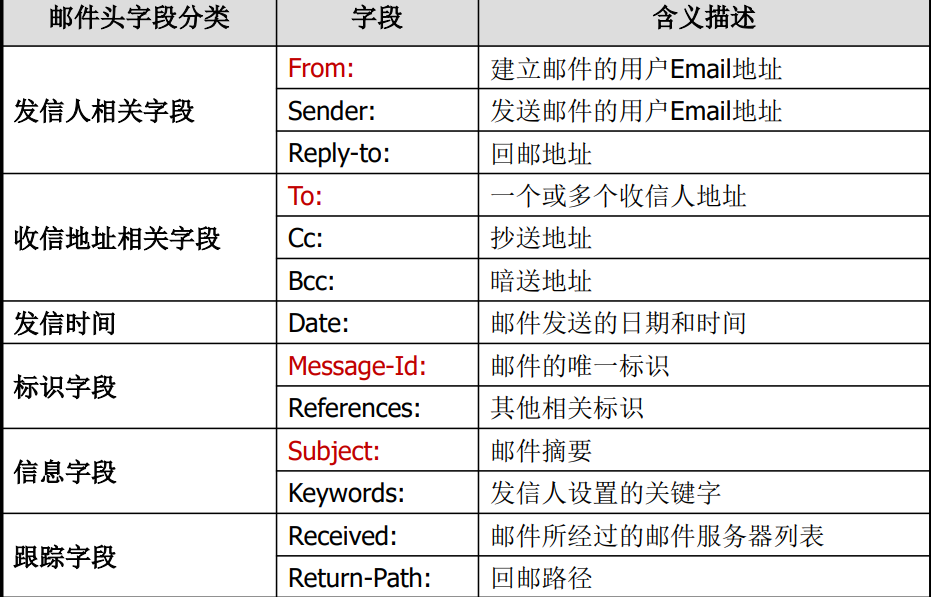 邮件头字段分类 字段 含义描述
发信人相关字段 From: 建立邮件的用户Email地址
Sender: 发送邮件的用户Email地址
Reply-to: 回邮地址
收信地址相关字段 To: 一个或多个收信人地址
Cc: 抄送地址
Bcc: 暗送地址
发信时间 Date: 邮件发送的日期和时间
标识字段 Message-Id: 邮件的唯一标识
References: 其他相关标识
信息字段 Subject: 邮件摘要
Keywords: 发信人设置的关键字
跟踪字段 Received: 邮件所经过的邮件服务器列表
Return-Path: 回邮路径